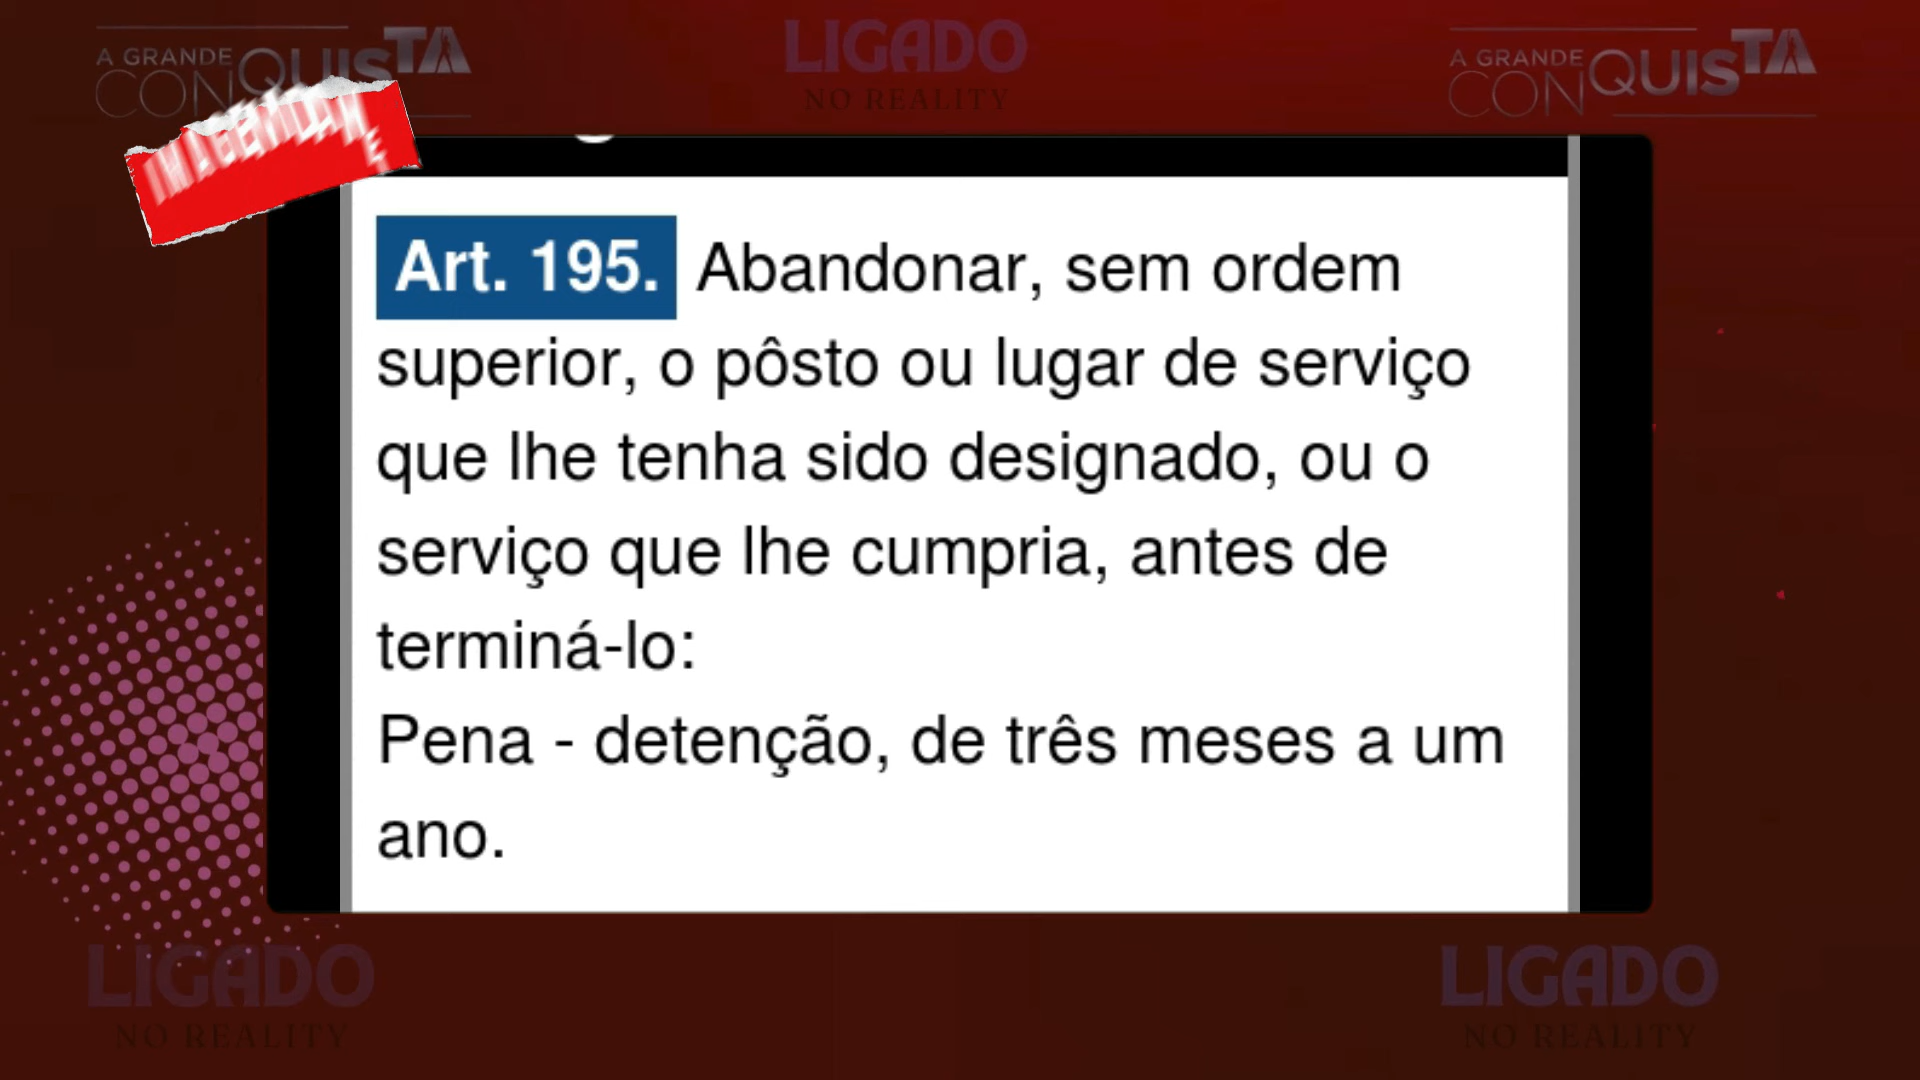 A GRANDE
CONQUISTA
LIGADO
NO REALITY
A GRANDE
CONQUISTA
Art. 195. Abandonar, sem ordem
superior, o pôsto ou lugar de serviço
que lhe tenha sido designado, ou o
serviço que lhe cumpria, antes de
terminá-lo:
Pena - detenção, de três meses a um
ano.
LIGADO
NO REALITY
LIGADO
NO REALITY